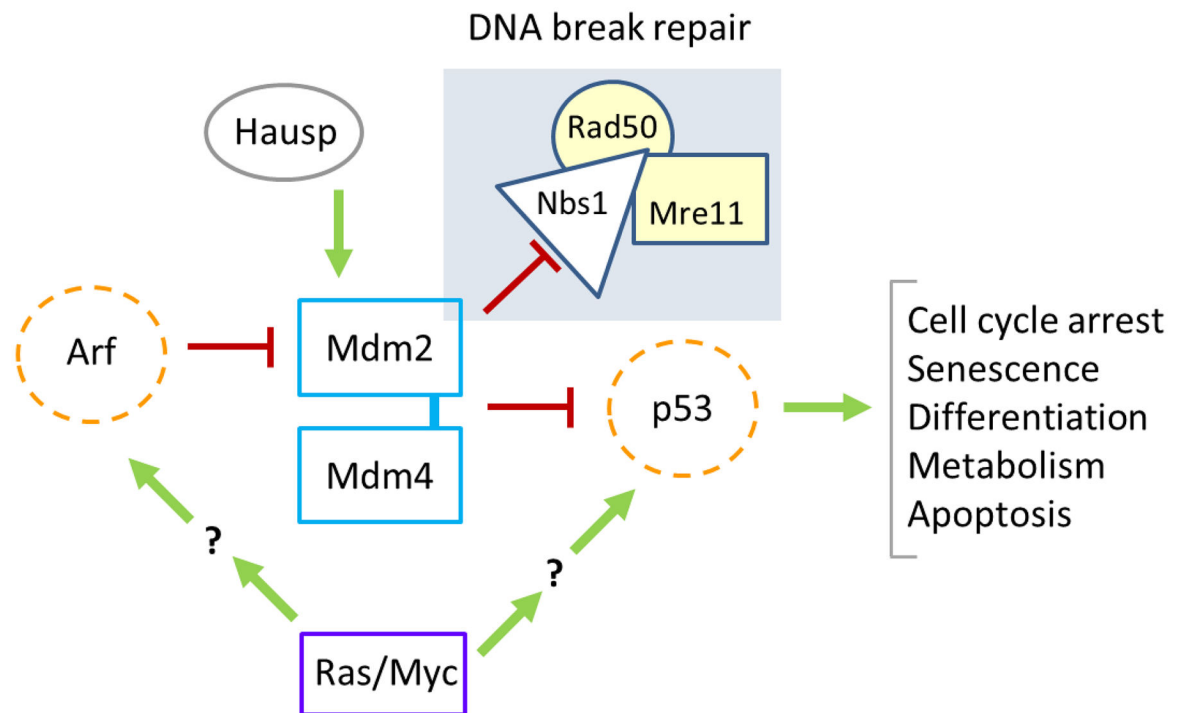 DNA break repair
Hausp
Rad50
Nbs1
Mre11
Arf
Mdm2
Mdm4
p53
Cell cycle arrest
Senescence
Differentiation
Metabolism
Apoptosis
?
?
Ras/Myc